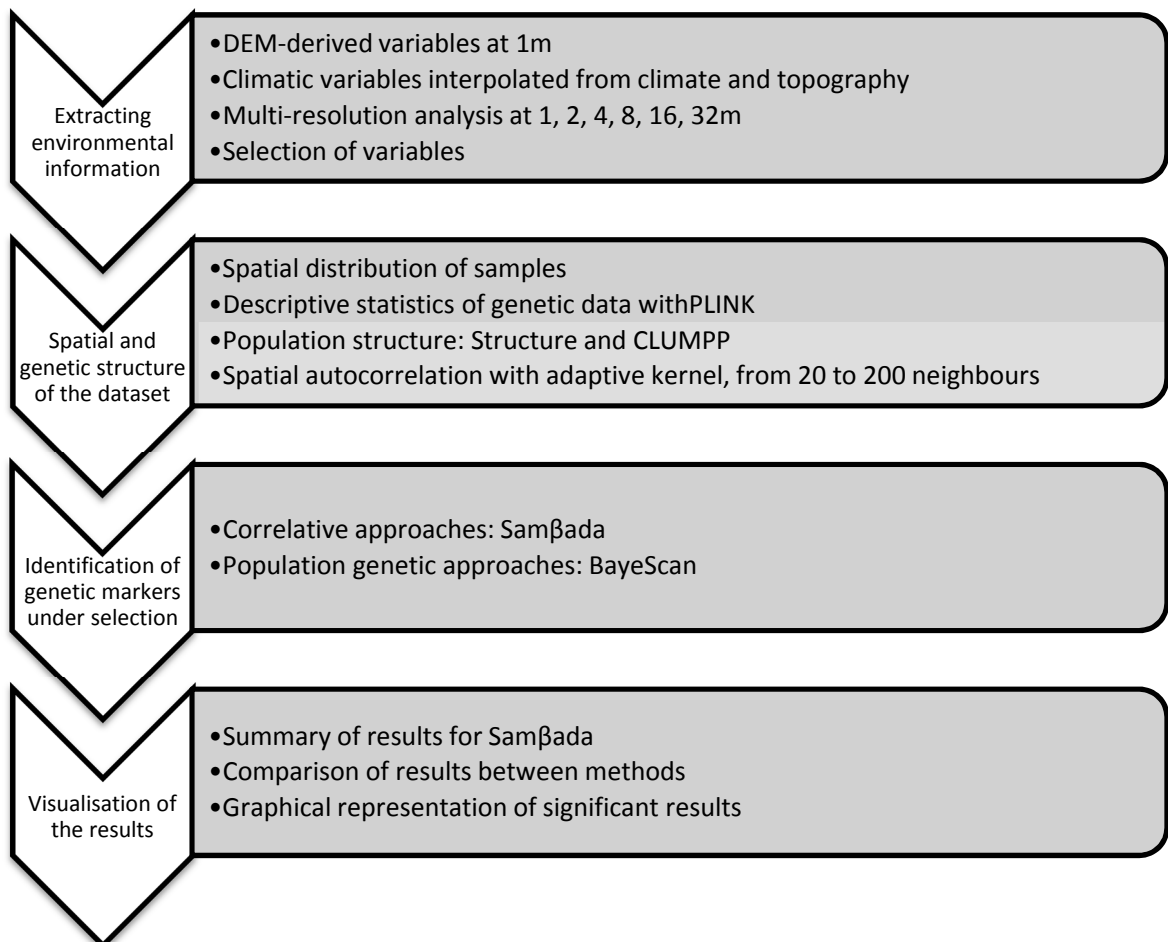 Extracting
environmental
information
•DEM-derived variables at 1m
•Climatic variables interpolated from climate and topography
•Multi-resolution analysis at 1, 2, 4, 8, 16, 32m
•Selection of variables
Spatial and
genetic structure
of the dataset
•Spatial distribution of samples
•Descriptive statistics of genetic data withPLINK
•Population structure: Structure and CLUMPP
•Spatial autocorrelation with adaptive kernel, from 20 to 200 neighbours
Identification of
genetic markers
under selection
•Correlative approaches: Samβada
•Population genetic approaches: BayeScan
Visualisation of
the results
•Summary of results for Samβada
•Comparison of results between methods
•Graphical representation of significant results